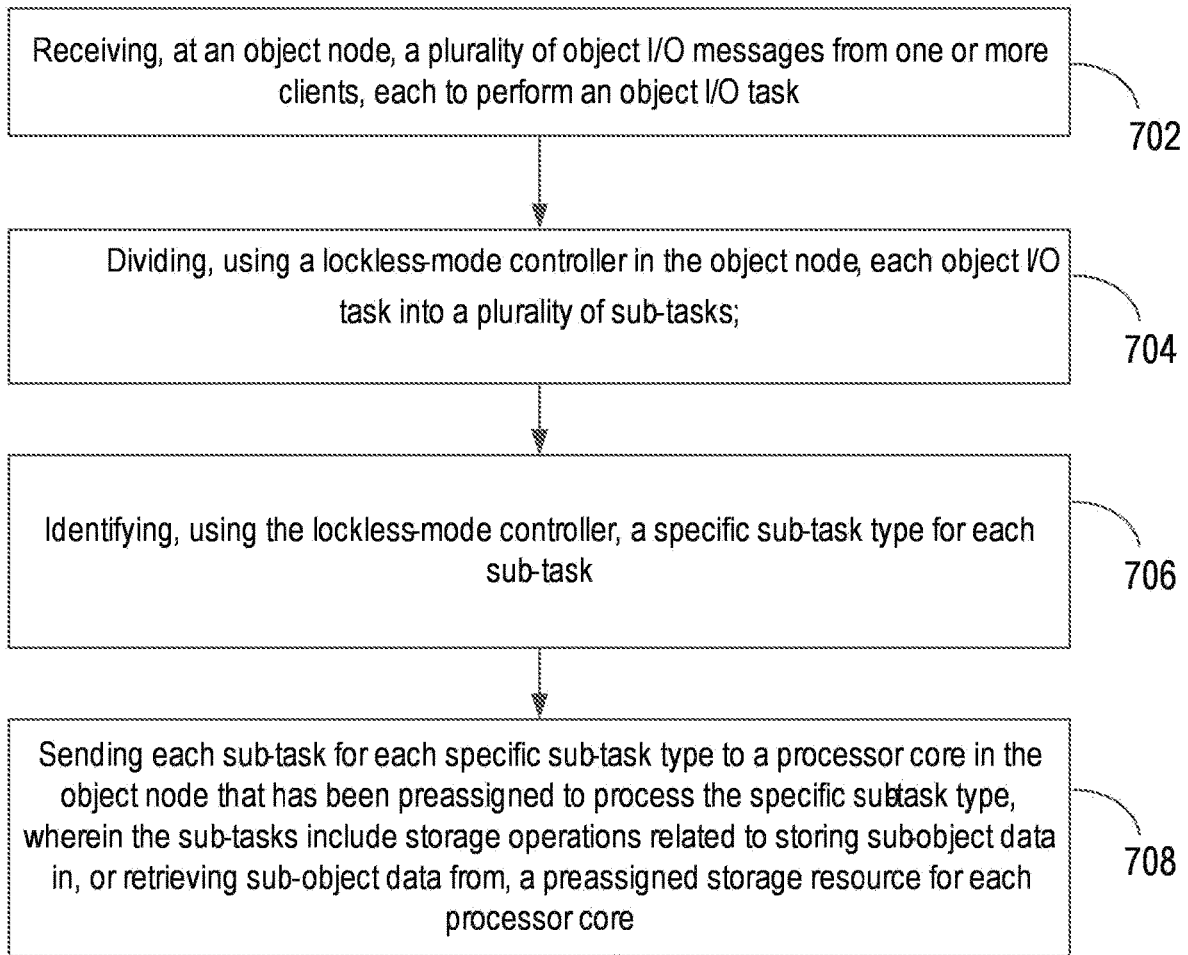 Receiving, at an object node, a plurality of object I/O messages from one or more
clients, each to perform an object I/O task
702
Dividing, using a lockless-mode controller in the object node, each object I/O
task into a plurality of sub-tasks;
704
Identifying, using the lockless-mode controller, a specific sub-task type for each
sub-task
706
Sending each sub-task for each specific sub-task type to a processor core in the
object node that has been preassigned to process the specific subtask type,
wherein the sub-tasks include storage operations related to storing sub-object data
in, or retrieving sub-object data from, a preassigned storage resource for each
processor core
708